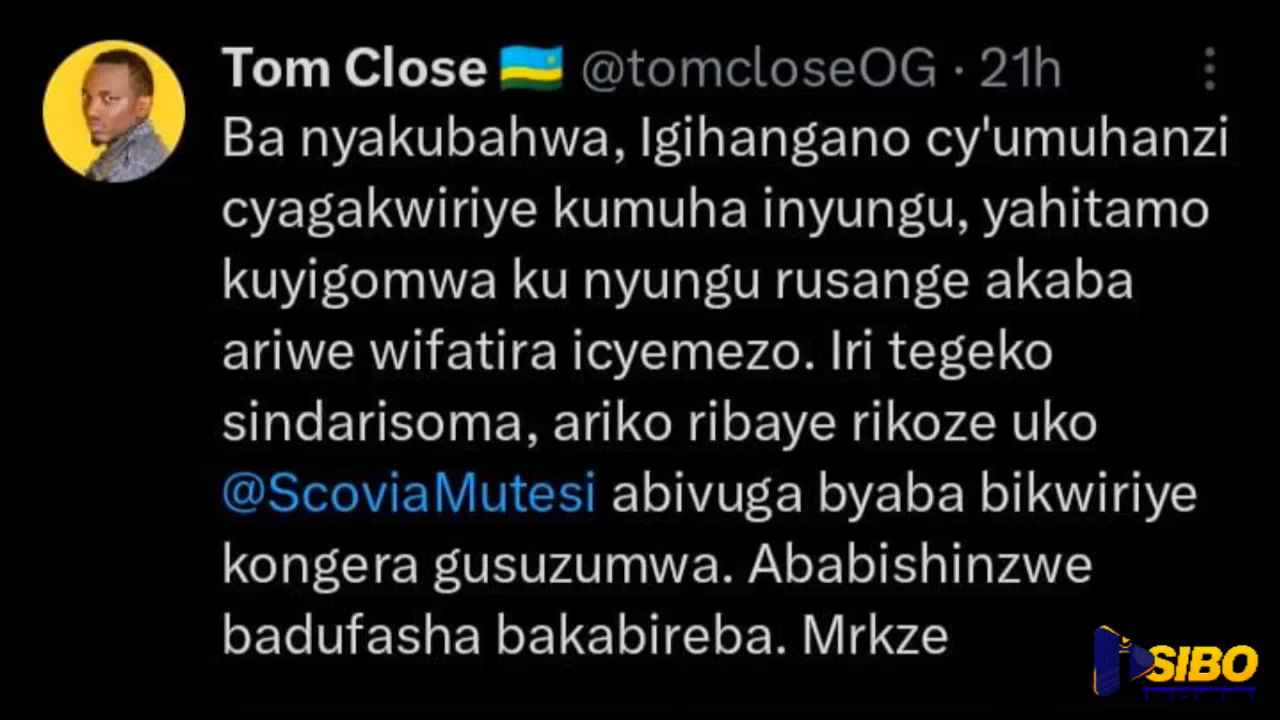 Tom Close 🇷🇼 @tomcloseOG · 21h
Ba nyakubahwa, Igihangano cy'umuhanzi
cyagakwiriye kumuha inyungu, yahitamo
kuyigomwa ku nyungu rusange akaba
ariwe wifatira icyemezo. Iri tegeko
sindarisoma, ariko ribaye rikoze uko
@ScoviaMutesi abivuga byaba bikwiriye
kongera gusuzumwa. Ababishinzwe
badufasha bakabireba. Mrkze
SIBO